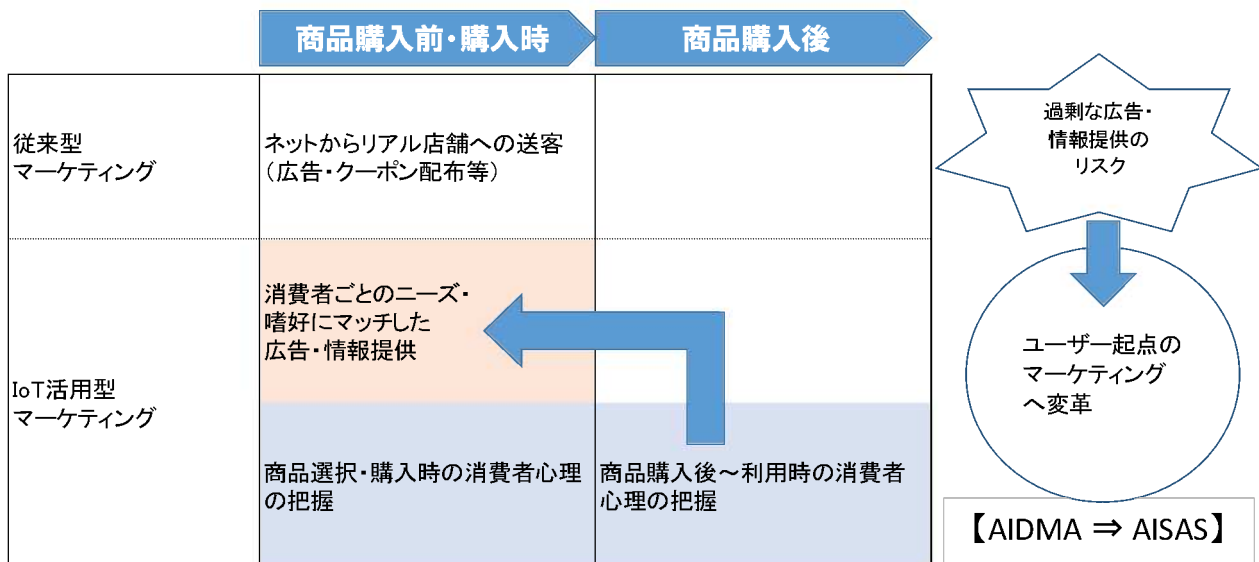 商品購入前・購入時
商品購入後
従来型
マーケティング
ネットからリアル店舗への送客
（広告・クーポン配布等）
IoT活用型
マーケティング
消費者ごとのニーズ・
嗜好にマッチした
広告・情報提供
商品選択・購入時の消費者心理
の把握
商品購入後～利用時の消費者
心理の把握
過剰な広告・
情報提供の
リスク
ユーザー起点の
マーケティング
へ変革
【AIDMA ⇒ AISAS】